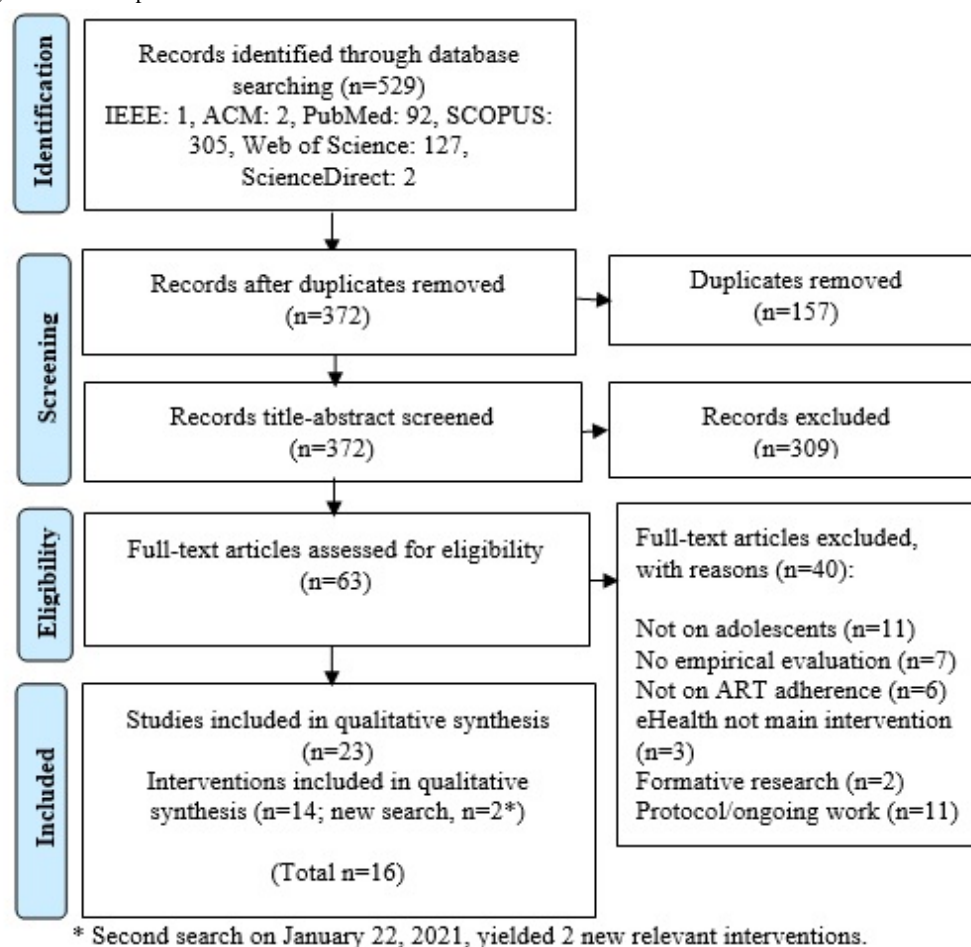 Identification
Records identified through database
searching (n=529)
IEEE: 1, ACM: 2, PubMed: 92, SCOPUS:
305, Web of Science: 127,
ScienceDirect: 2
Screening
Records after duplicates removed
(n=372)
Duplicates removed
(n=157)
Records title-abstract screened
(n=372)
Records excluded
(n=309)
Eligibility
Full-text articles assessed for eligibility
(n=63)
Full-text articles excluded,
with reasons (n=40):
Not on adolescents (n=11)
No empirical evaluation (n=7)
Not on ART adherence (n=6)
eHealth not main intervention
(n=3)
Formative research (n=2)
Protocol/ongoing work (n=11)
Included
Studies included in qualitative synthesis
(n=23)
Interventions included in qualitative
synthesis (n=14; new search, n=2*)
(Total n=16)
* Second search on January 22, 2021, yielded 2 new relevant interventions.